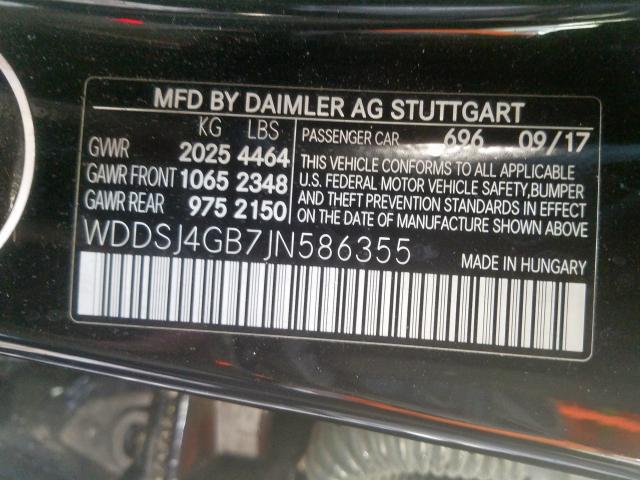 MFD BY DAIMLER AG STUTTGART
KG LBS
GVWR 2025 4464
GAWR FRONT 1065 2348
GAWR REAR 975 2150
PASSENGER CAR 696 09/17
THIS VEHICLE CONFORMS TO ALL APPLICABLE
U.S. FEDERAL MOTOR VEHICLE SAFETY, BUMPER
AND THEFT PREVENTION STANDARDS IN EFFECT
ON THE DATE OF MANUFACTURE SHOWN ABOVE
WDDSJ4GB7JN586355
MADE IN HUNGARY